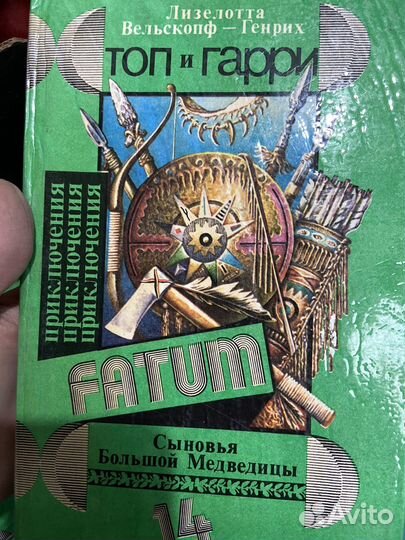 Лизелотта
Вельскопф – Генрих
топ и гарри
приключения
приключения
приключения
FATUM
Сыновья
Большой Медведицы
14
Avito